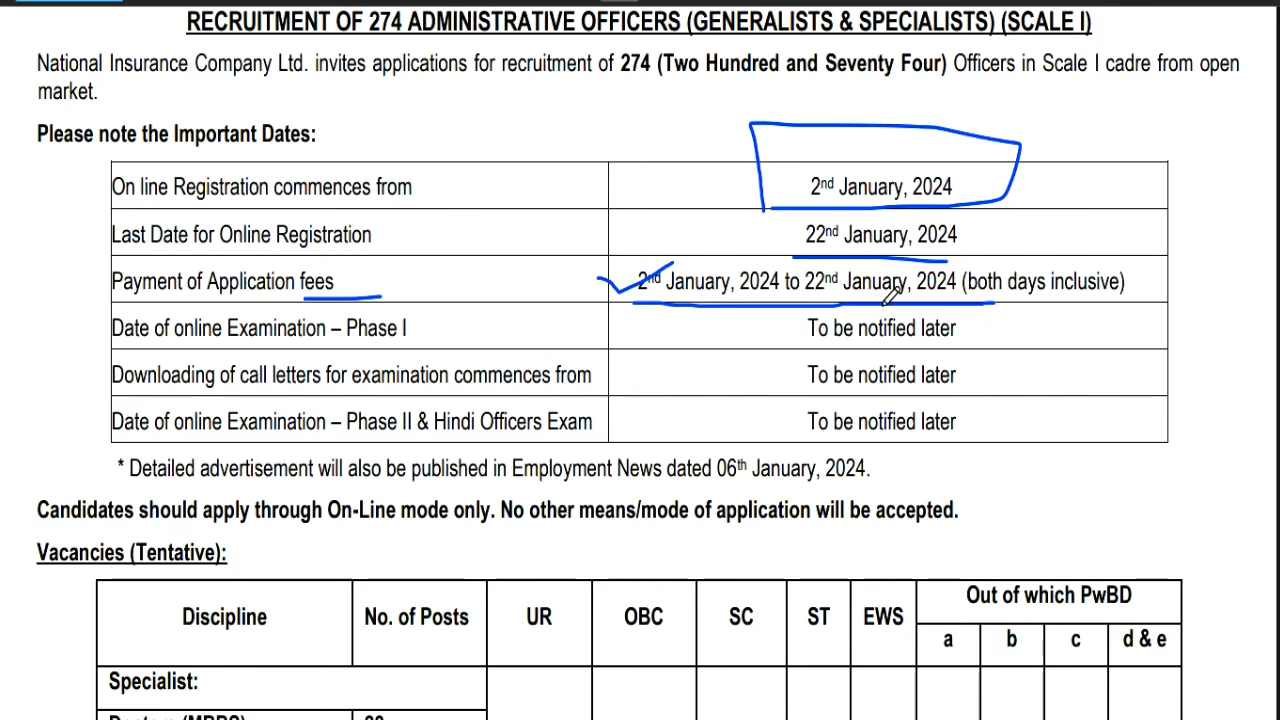 RECRUITMENT OF 274 ADMINISTRATIVE OFFICERS (GENERALISTS & SPECIALISTS) (SCALE I)
National Insurance Company Ltd. invites applications for recruitment of 274 (Two Hundred and Seventy Four) Officers in Scale I cadre from open
market.
Please note the Important Dates:
On line Registration commences from 2nd January, 2024
Last Date for Online Registration 22nd January, 2024
Payment of Application fees 2nd January, 2024 to 22nd January, 2024 (both days inclusive)
Date of online Examination – Phase I To be notified later
Downloading of call letters for examination commences from To be notified later
Date of online Examination – Phase II & Hindi Officers Exam To be notified later
* Detailed advertisement will also be published in Employment News dated 06th January, 2024.
Candidates should apply through On-Line mode only. No other means/mode of application will be accepted.
Vacancies (Tentative):
Discipline No. of Posts UR OBC SC ST EWS Out of which PwBD
a b c d & e
Specialist: